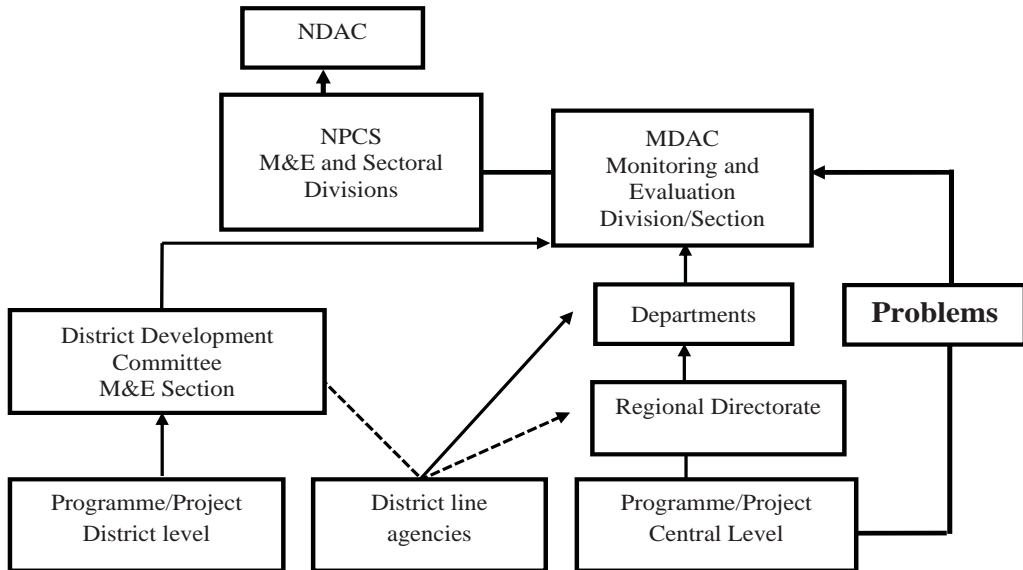 NDAC
NPCS
M&E and Sectoral
Divisions
MDAC
Monitoring and
Evaluation
Division/Section
Departments
Problems
District Development
Committee
M&E Section
Regional Directorate
Programme/Project
District level
District line
agencies
Programme/Project
Central Level